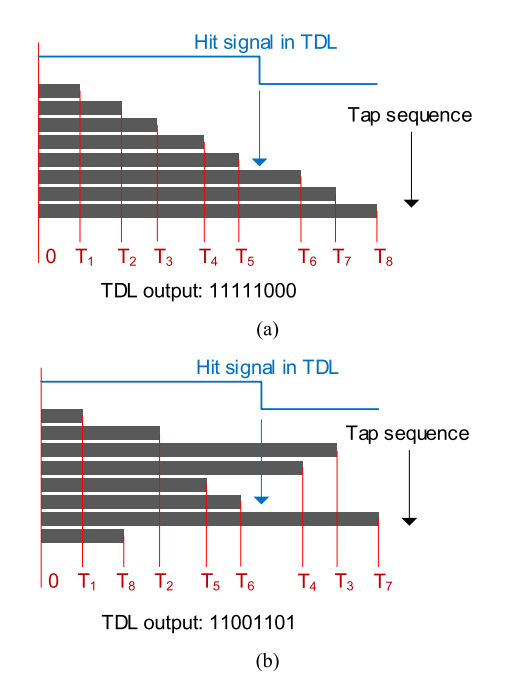 Hit signal in TDL
Tap sequence
0 T₁ T₂ T₃ T₄ T₅ T₆ T₇ T₈
TDL output: 11111000
(a)
Hit signal in TDL
Tap sequence
0 T₁ T₈ T₂ T₅ T₆ T₄ T₃ T₇
TDL output: 11001101
(b)